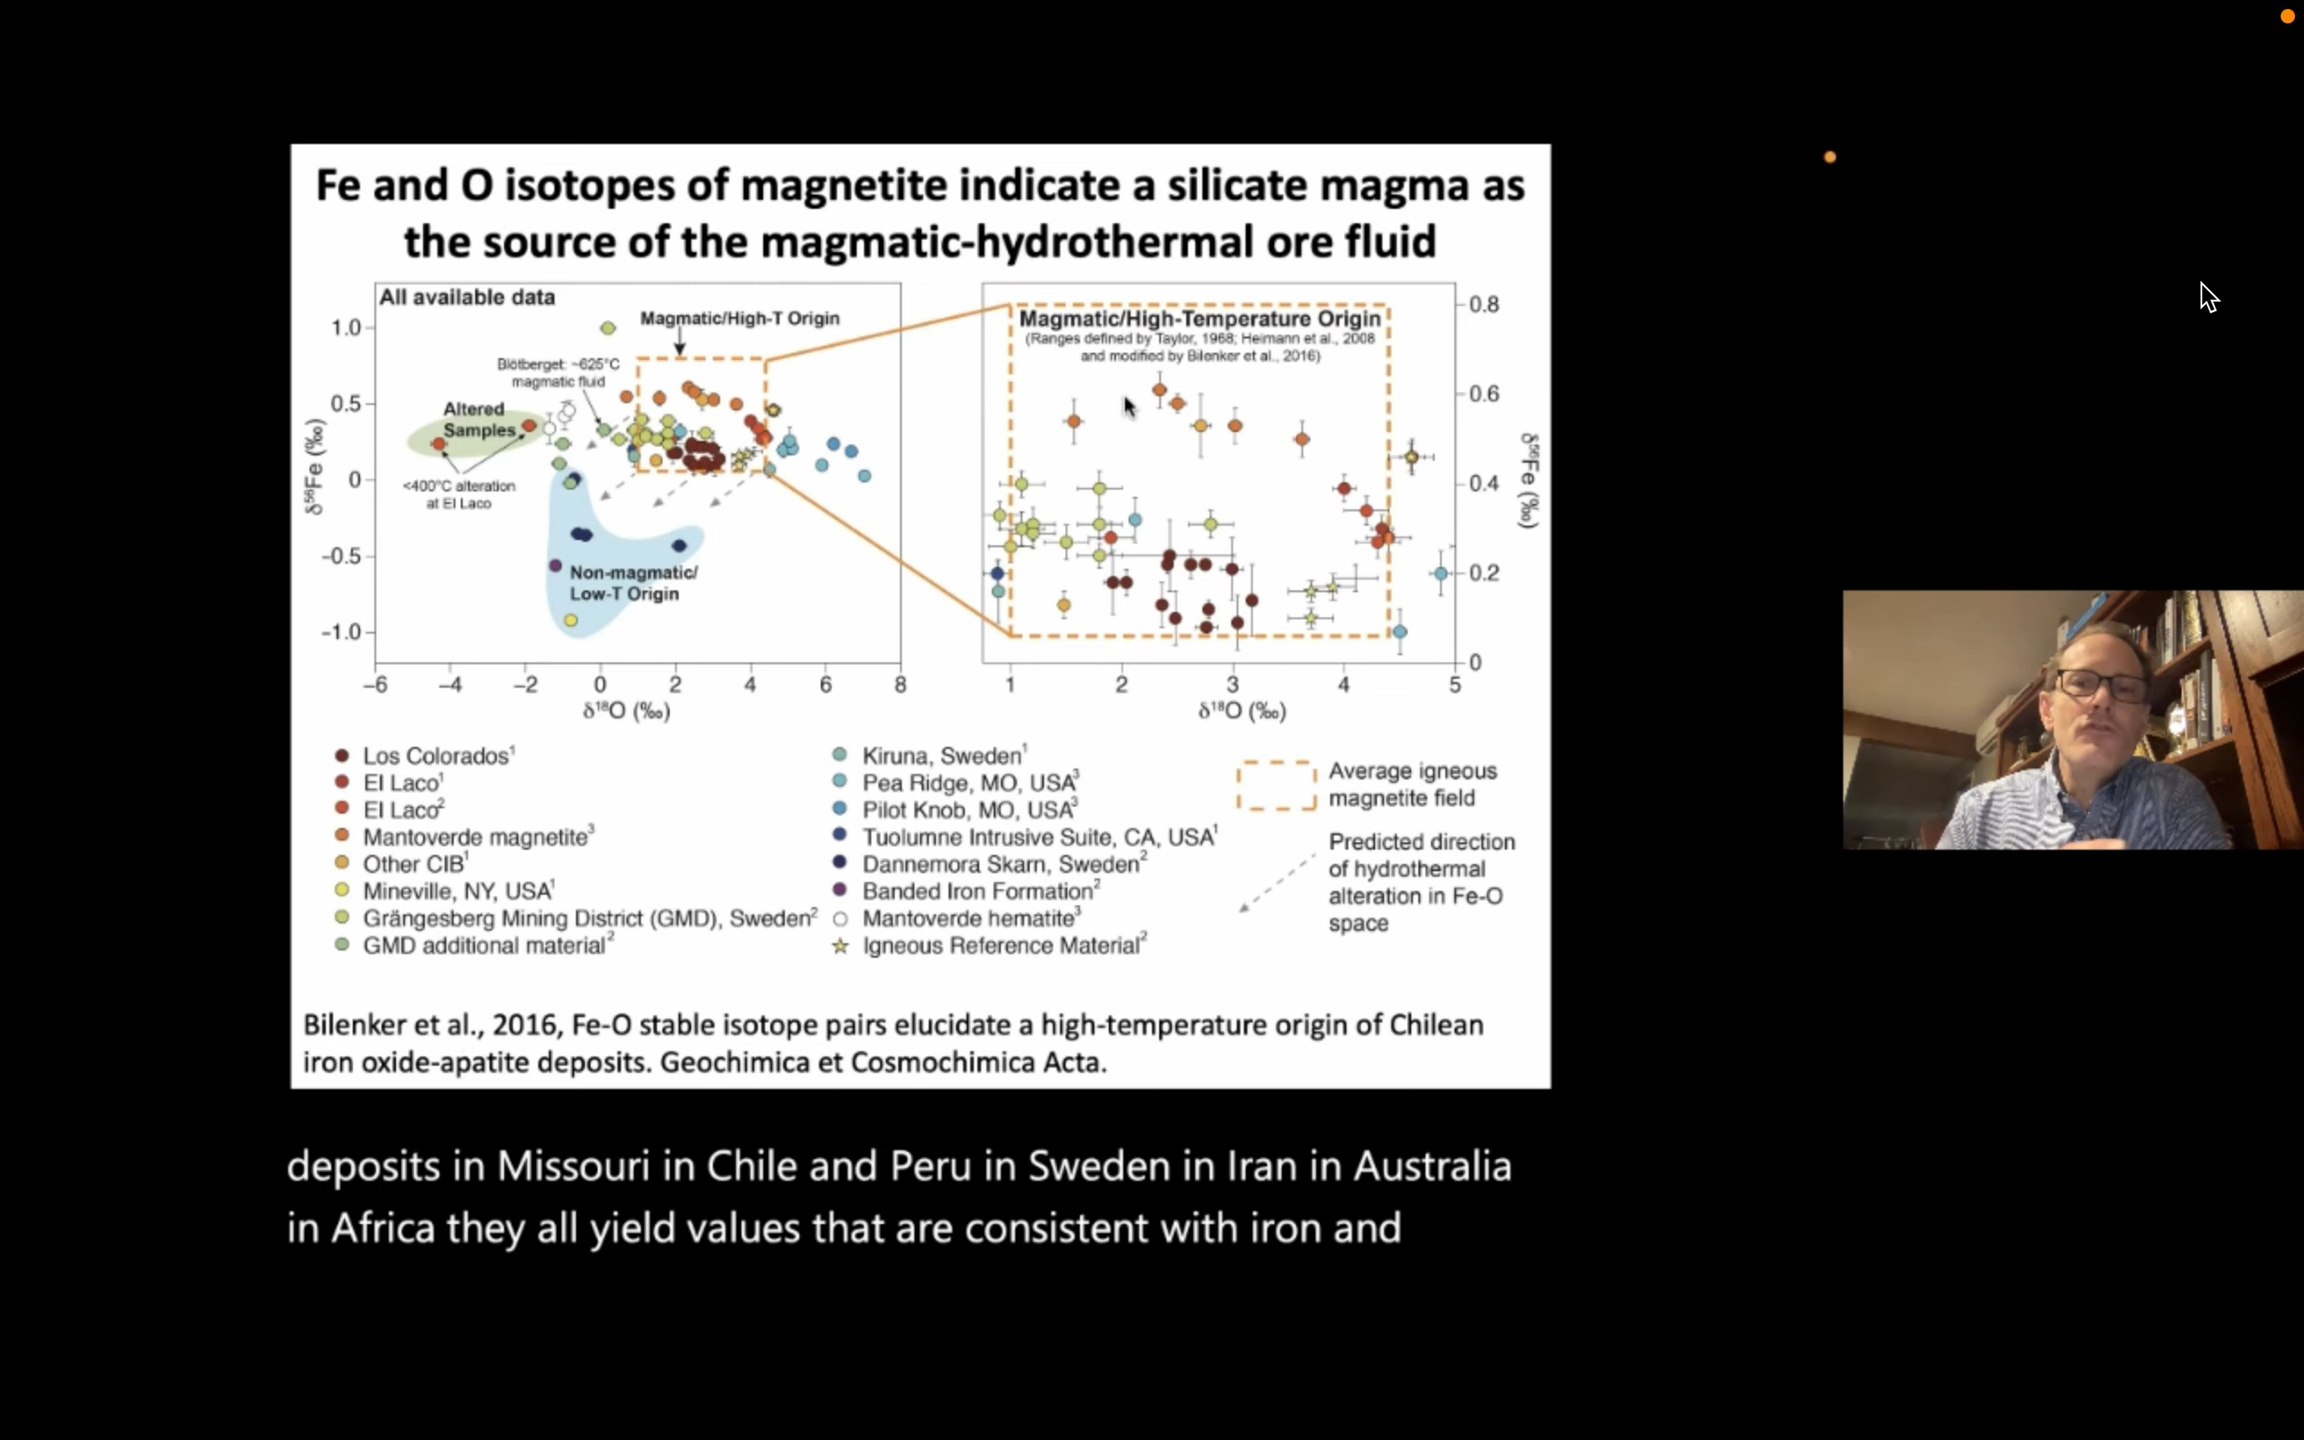 Fe and O isotopes of magnetite indicate a silicate magma as
the source of the magmatic-hydrothermal ore fluid
All available data
Magmatic/High-T Origin
Blötberget: ~625°C
magmatic fluid
Altered
Samples
<400°C alteration
at El Laco
Non-magmatic/
Low-T Origin
1.0
0.5
0
−0.5
−1.0
δ⁵⁶Fe (‰)
−6 −4 −2 0 2 4 6 8
δ¹⁸O (‰)
Magmatic/High-Temperature Origin
(Ranges defined by Taylor, 1968; Heimann et al., 2008
and modified by Bilenker et al., 2016)
0.8
0.6
0.4
0.2
0
δ⁵⁶Fe (‰)
1 2 3 4 5
δ¹⁸O (‰)
Los Colorados¹
El Laco¹
El Laco²
Mantoverde magnetite³
Other CIB¹
Mineville, NY, USA¹
Grängesberg Mining District (GMD), Sweden²
GMD additional material²
Kiruna, Sweden¹
Pea Ridge, MO, USA³
Pilot Knob, MO, USA³
Tuolumne Intrusive Suite, CA, USA¹
Dannemora Skarn, Sweden²
Banded Iron Formation²
Mantoverde hematite³
Igneous Reference Material²
Average igneous
magnetite field
Predicted direction
of hydrothermal
alteration in Fe-O
space
Bilenker et al., 2016, Fe-O stable isotope pairs elucidate a high-temperature origin of Chilean
iron oxide-apatite deposits. Geochimica et Cosmochimica Acta.
deposits in Missouri in Chile and Peru in Sweden in Iran in Australia
in Africa they all yield values that are consistent with iron and